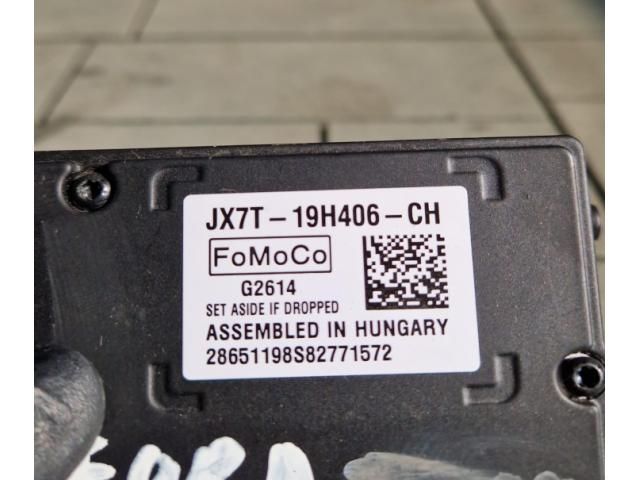 JX7T-19H406-CH
FoMoCo
G2614
SET ASIDE IF DROPPED
ASSEMBLED IN HUNGARY
28651198S82771572